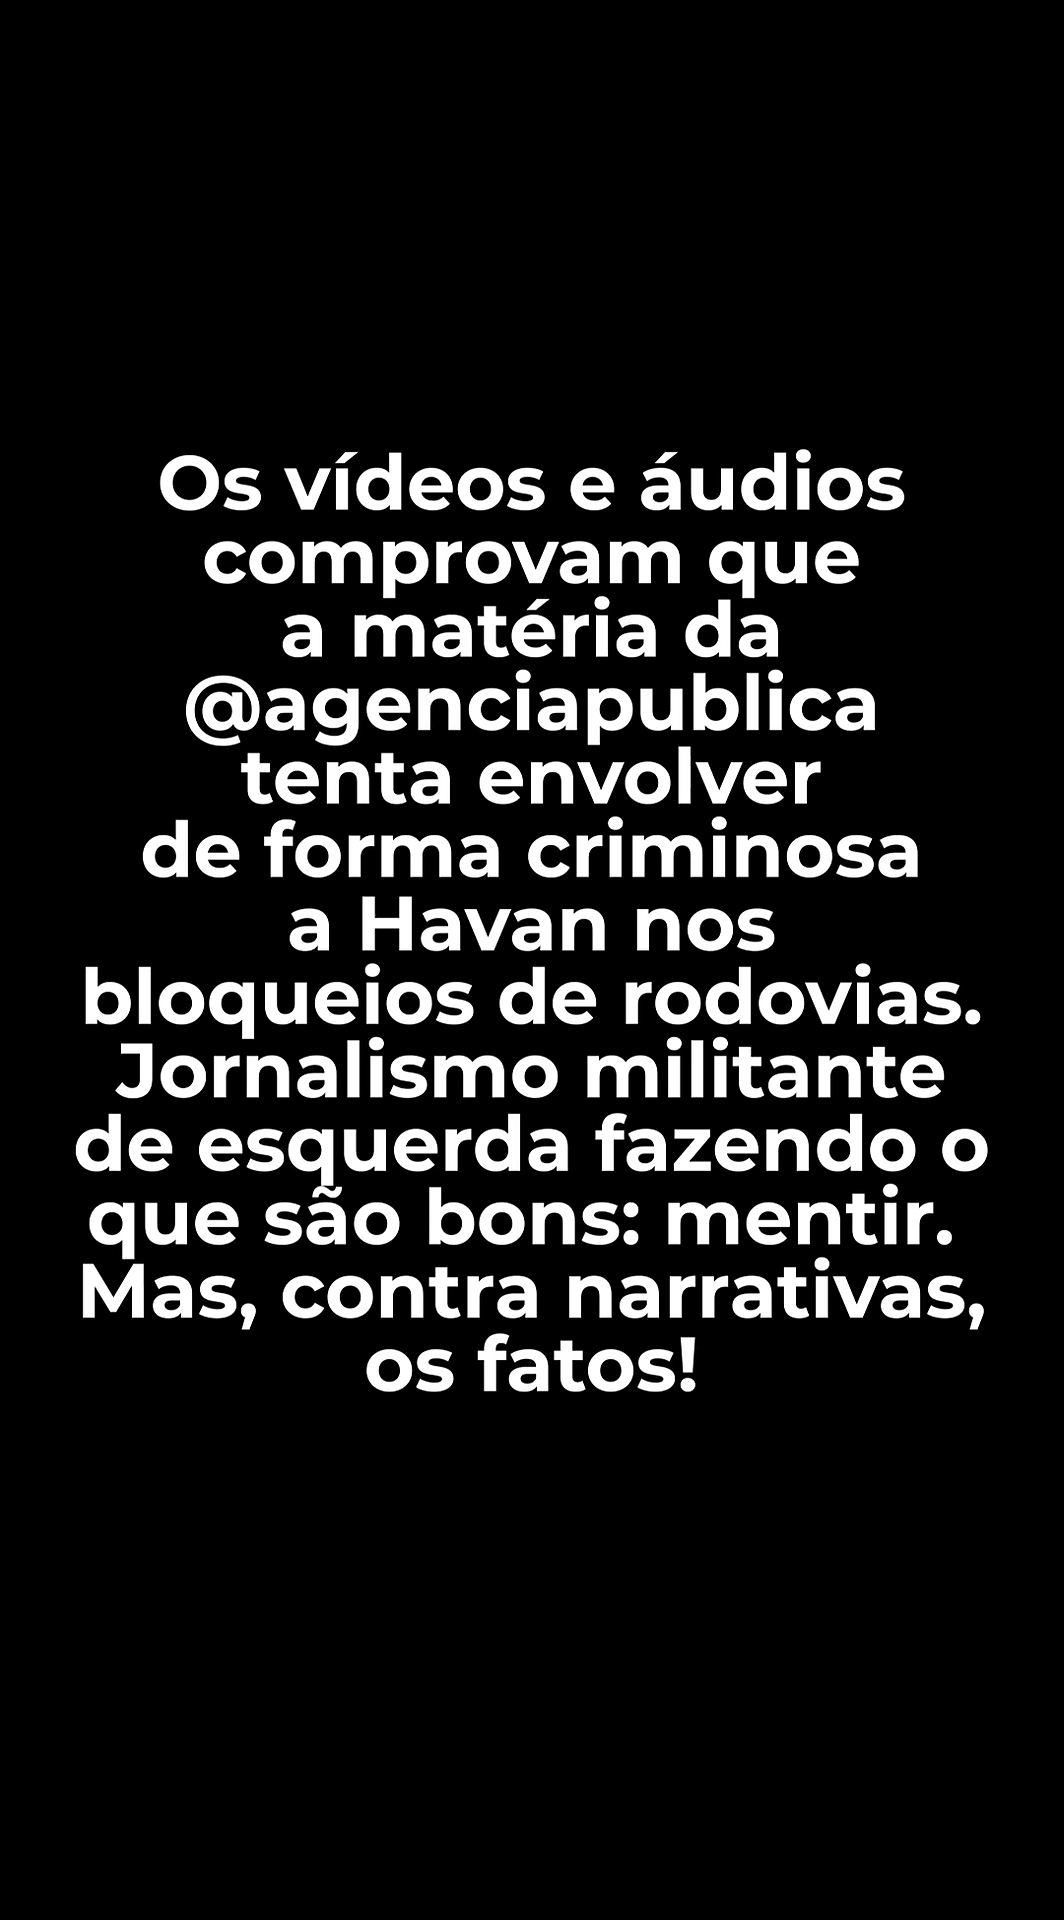 Os vídeos e áudios
comprovam que
a matéria da
@agenciapublica
tenta envolver
de forma criminosa
a Havan nos
bloqueios de rodovias.
Jornalismo militante
de esquerda fazendo o
que são bons: mentir.
Mas, contra narrativas,
os fatos!